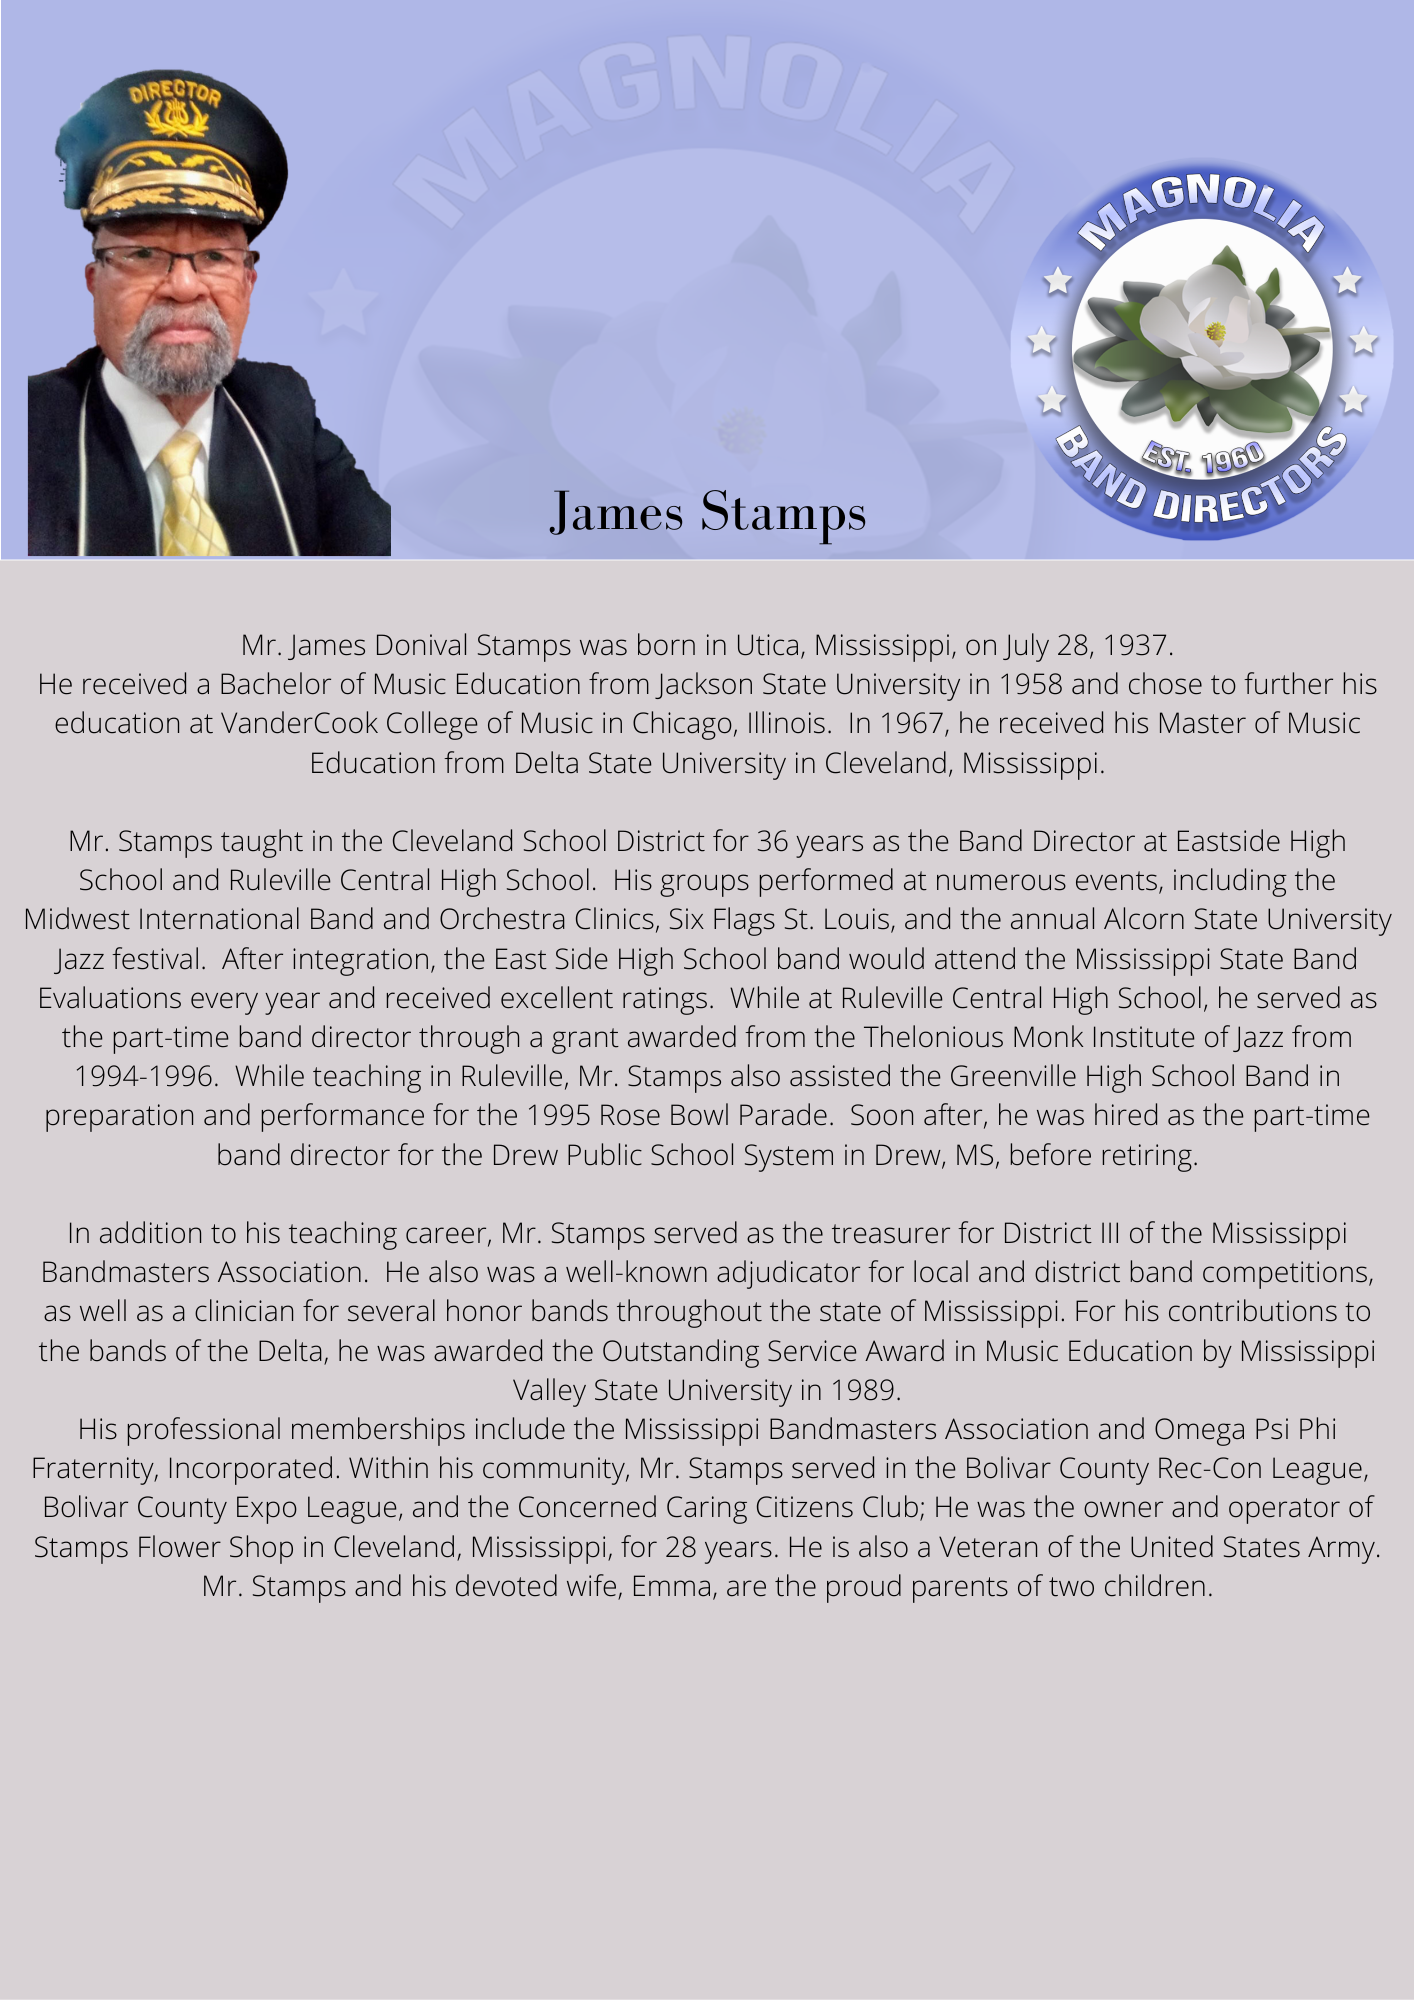 MAGNOLIA
DIRECTOR
MAGNOLIA
EST. 1960
BAND DIRECTORS
James Stamps
Mr. James Donival Stamps was born in Utica, Mississippi, on July 28, 1937.
He received a Bachelor of Music Education from Jackson State University in 1958 and chose to further his
education at VanderCook College of Music in Chicago, Illinois.  In 1967, he received his Master of Music
Education from Delta State University in Cleveland, Mississippi.
Mr. Stamps taught in the Cleveland School District for 36 years as the Band Director at Eastside High
School and Ruleville Central High School.  His groups performed at numerous events, including the
Midwest International Band and Orchestra Clinics, Six Flags St. Louis, and the annual Alcorn State University
Jazz festival.  After integration, the East Side High School band would attend the Mississippi State Band
Evaluations every year and received excellent ratings.  While at Ruleville Central High School, he served as
the part-time band director through a grant awarded from the Thelonious Monk Institute of Jazz from
1994-1996.  While teaching in Ruleville, Mr. Stamps also assisted the Greenville High School Band in
preparation and performance for the 1995 Rose Bowl Parade.  Soon after, he was hired as the part-time
band director for the Drew Public School System in Drew, MS, before retiring.
In addition to his teaching career, Mr. Stamps served as the treasurer for District III of the Mississippi
Bandmasters Association.  He also was a well-known adjudicator for local and district band competitions,
as well as a clinician for several honor bands throughout the state of Mississippi. For his contributions to
the bands of the Delta, he was awarded the Outstanding Service Award in Music Education by Mississippi
Valley State University in 1989.
His professional memberships include the Mississippi Bandmasters Association and Omega Psi Phi
Fraternity, Incorporated. Within his community, Mr. Stamps served in the Bolivar County Rec-Con League,
Bolivar County Expo League, and the Concerned Caring Citizens Club; He was the owner and operator of
Stamps Flower Shop in Cleveland, Mississippi, for 28 years. He is also a Veteran of the United States Army.
Mr. Stamps and his devoted wife, Emma, are the proud parents of two children.